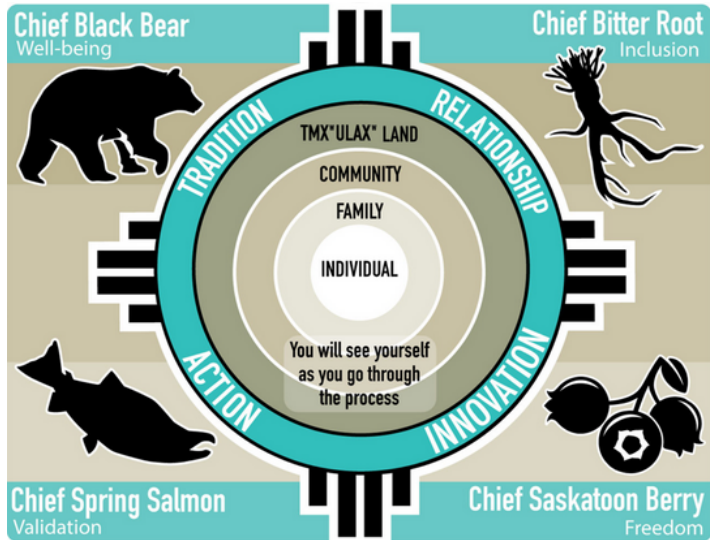 Chief Black Bear
Well-being
Chief Bitter Root
Inclusion
TRADITION
RELATIONSHIP
TMXʷULAXʷ LAND
COMMUNITY
FAMILY
INDIVIDUAL
You will see yourself
as you go through
the process
ACTION
INNOVATION
Chief Spring Salmon
Validation
Chief Saskatoon Berry
Freedom